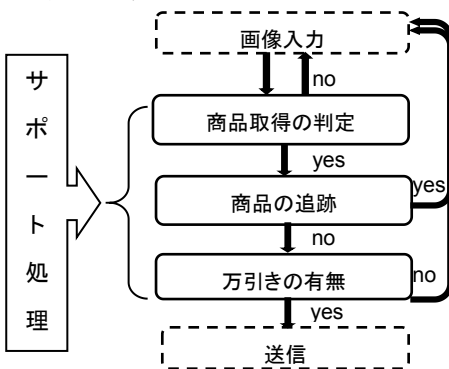 画像入力
no
商品取得の判定
yes
商品の追跡
yes
no
万引きの有無
no
yes
送信
サポート処理